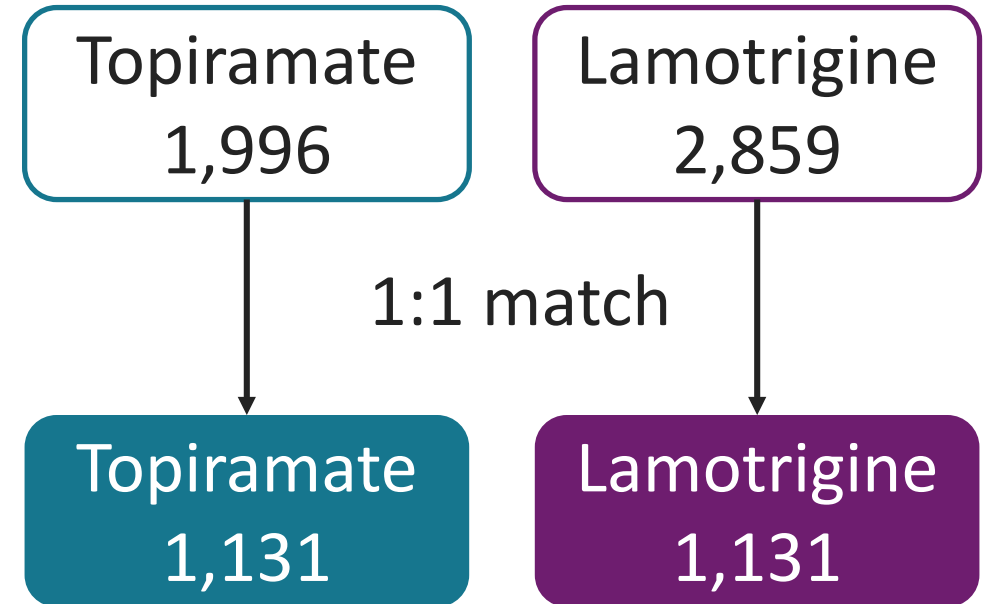 Topiramate
1,996
Lamotrigine
2,859
1:1 match
Topiramate
1,131
Lamotrigine
1,131